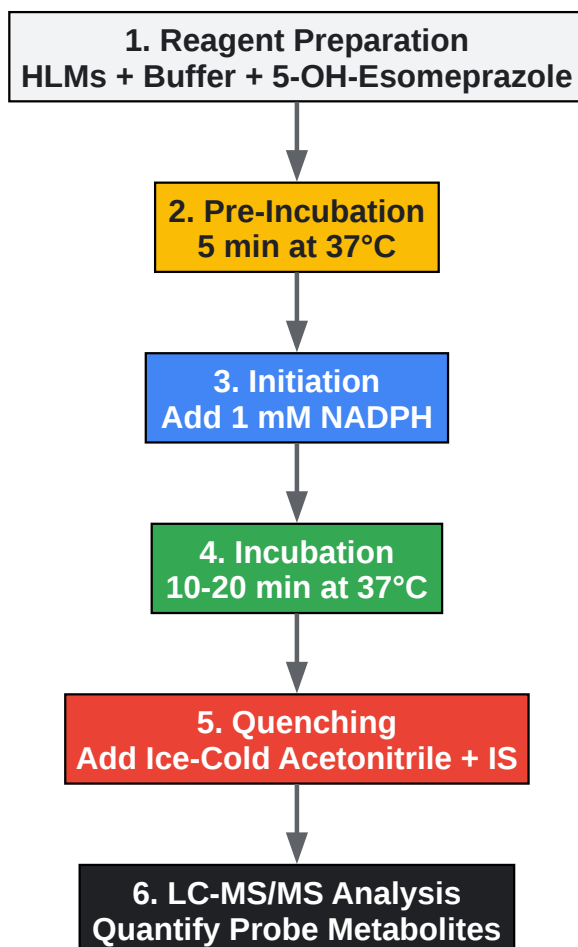 1. Reagent Preparation
HLMs + Buffer + 5-OH-Esomeprazole
2. Pre-Incubation
5 min at 37°C
3. Initiation
Add 1 mM NADPH
4. Incubation
10-20 min at 37°C
5. Quenching
Add Ice-Cold Acetonitrile + IS
6. LC-MS/MS Analysis
Quantify Probe Metabolites